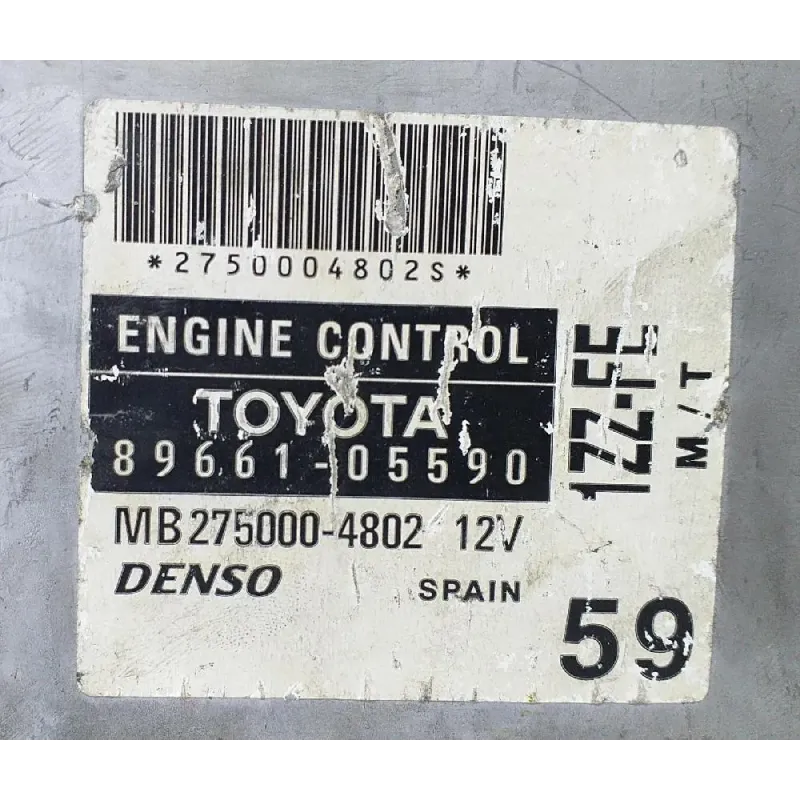 *2750004802S*
ENGINE CONTROL
TOYOTA
89661-05590
MB275000-4802 12V
DENSO SPAIN
1ZZ-FE
M/T
59